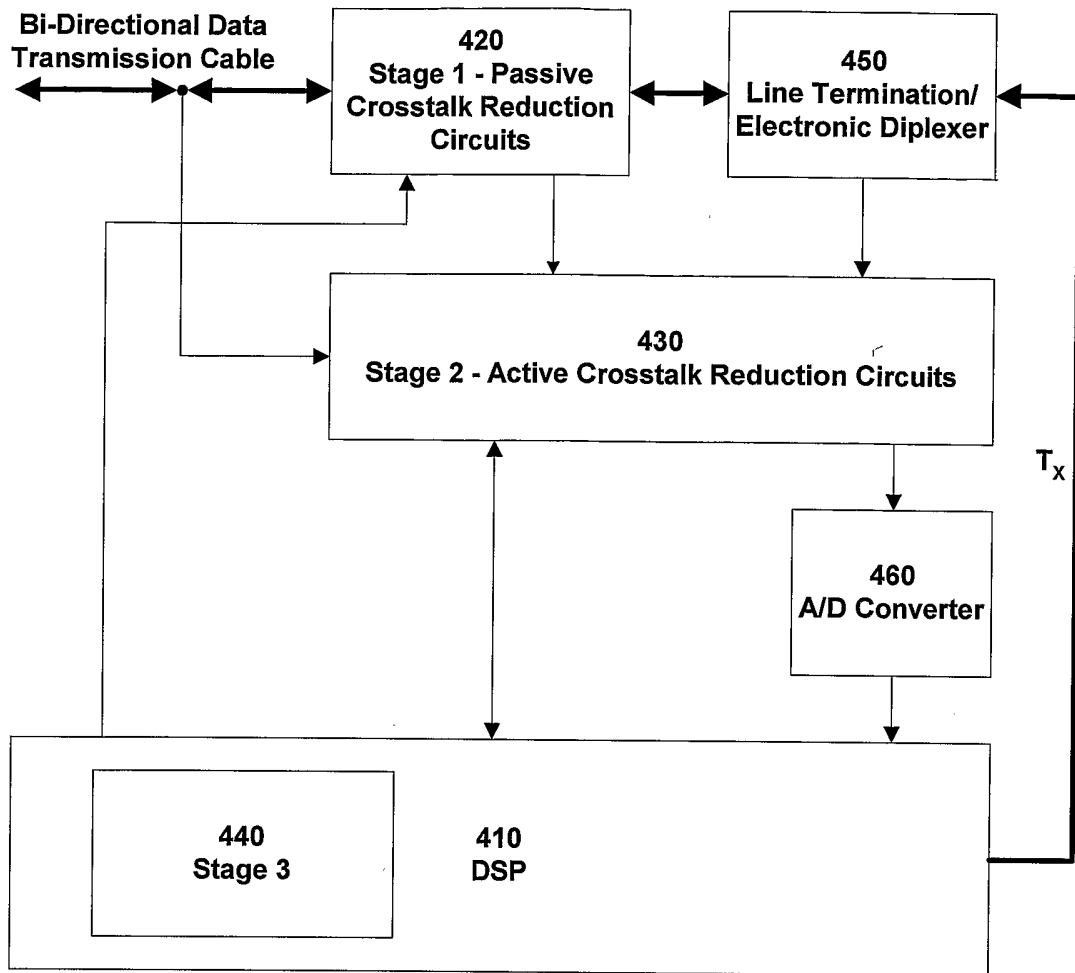 Bi-Directional Data
Transmission Cable
420
Stage 1 - Passive
Crosstalk Reduction
Circuits
450
Line Termination/
Electronic Diplexer
430
Stage 2 - Active Crosstalk Reduction Circuits
TX
460
A/D Converter
440
Stage 3
410
DSP